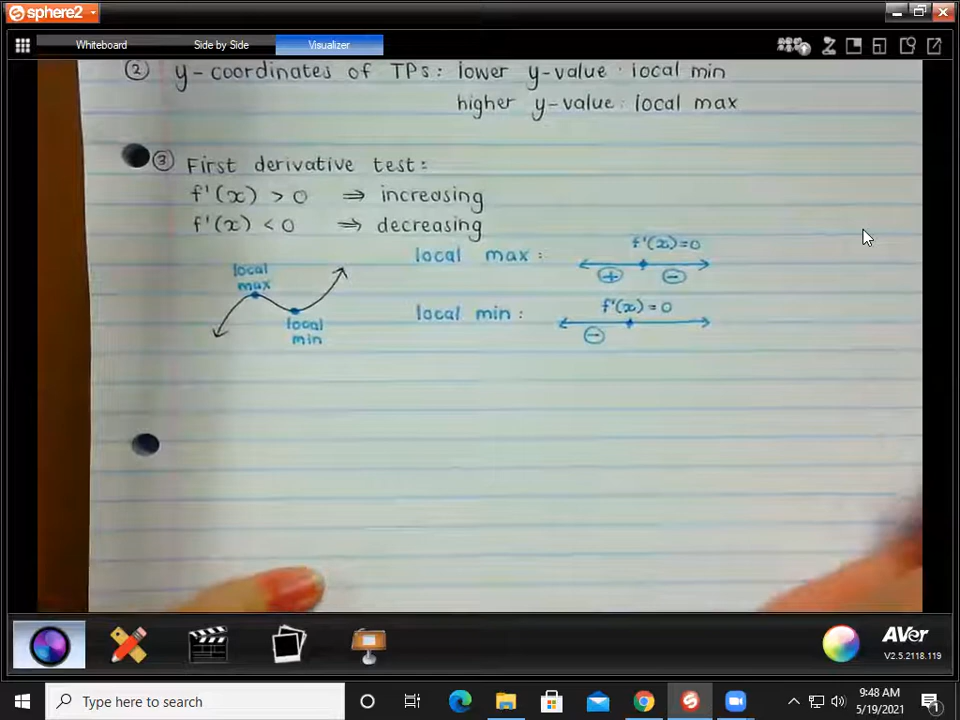 sphere2
Whiteboard
Side by Side
Visualizer
② y-coordinates of TPs: lower y-value : local min
higher y-value : local max
③ First derivative test:
f'(x) > 0 ⇒ increasing
f'(x) < 0 ⇒ decreasing
local max
local min
local max : f'(x)=0
+ −
local min : f'(x)=0
−
AVer
V2.5.2118.119
Type here to search
9:48 AM
5/19/2021
1